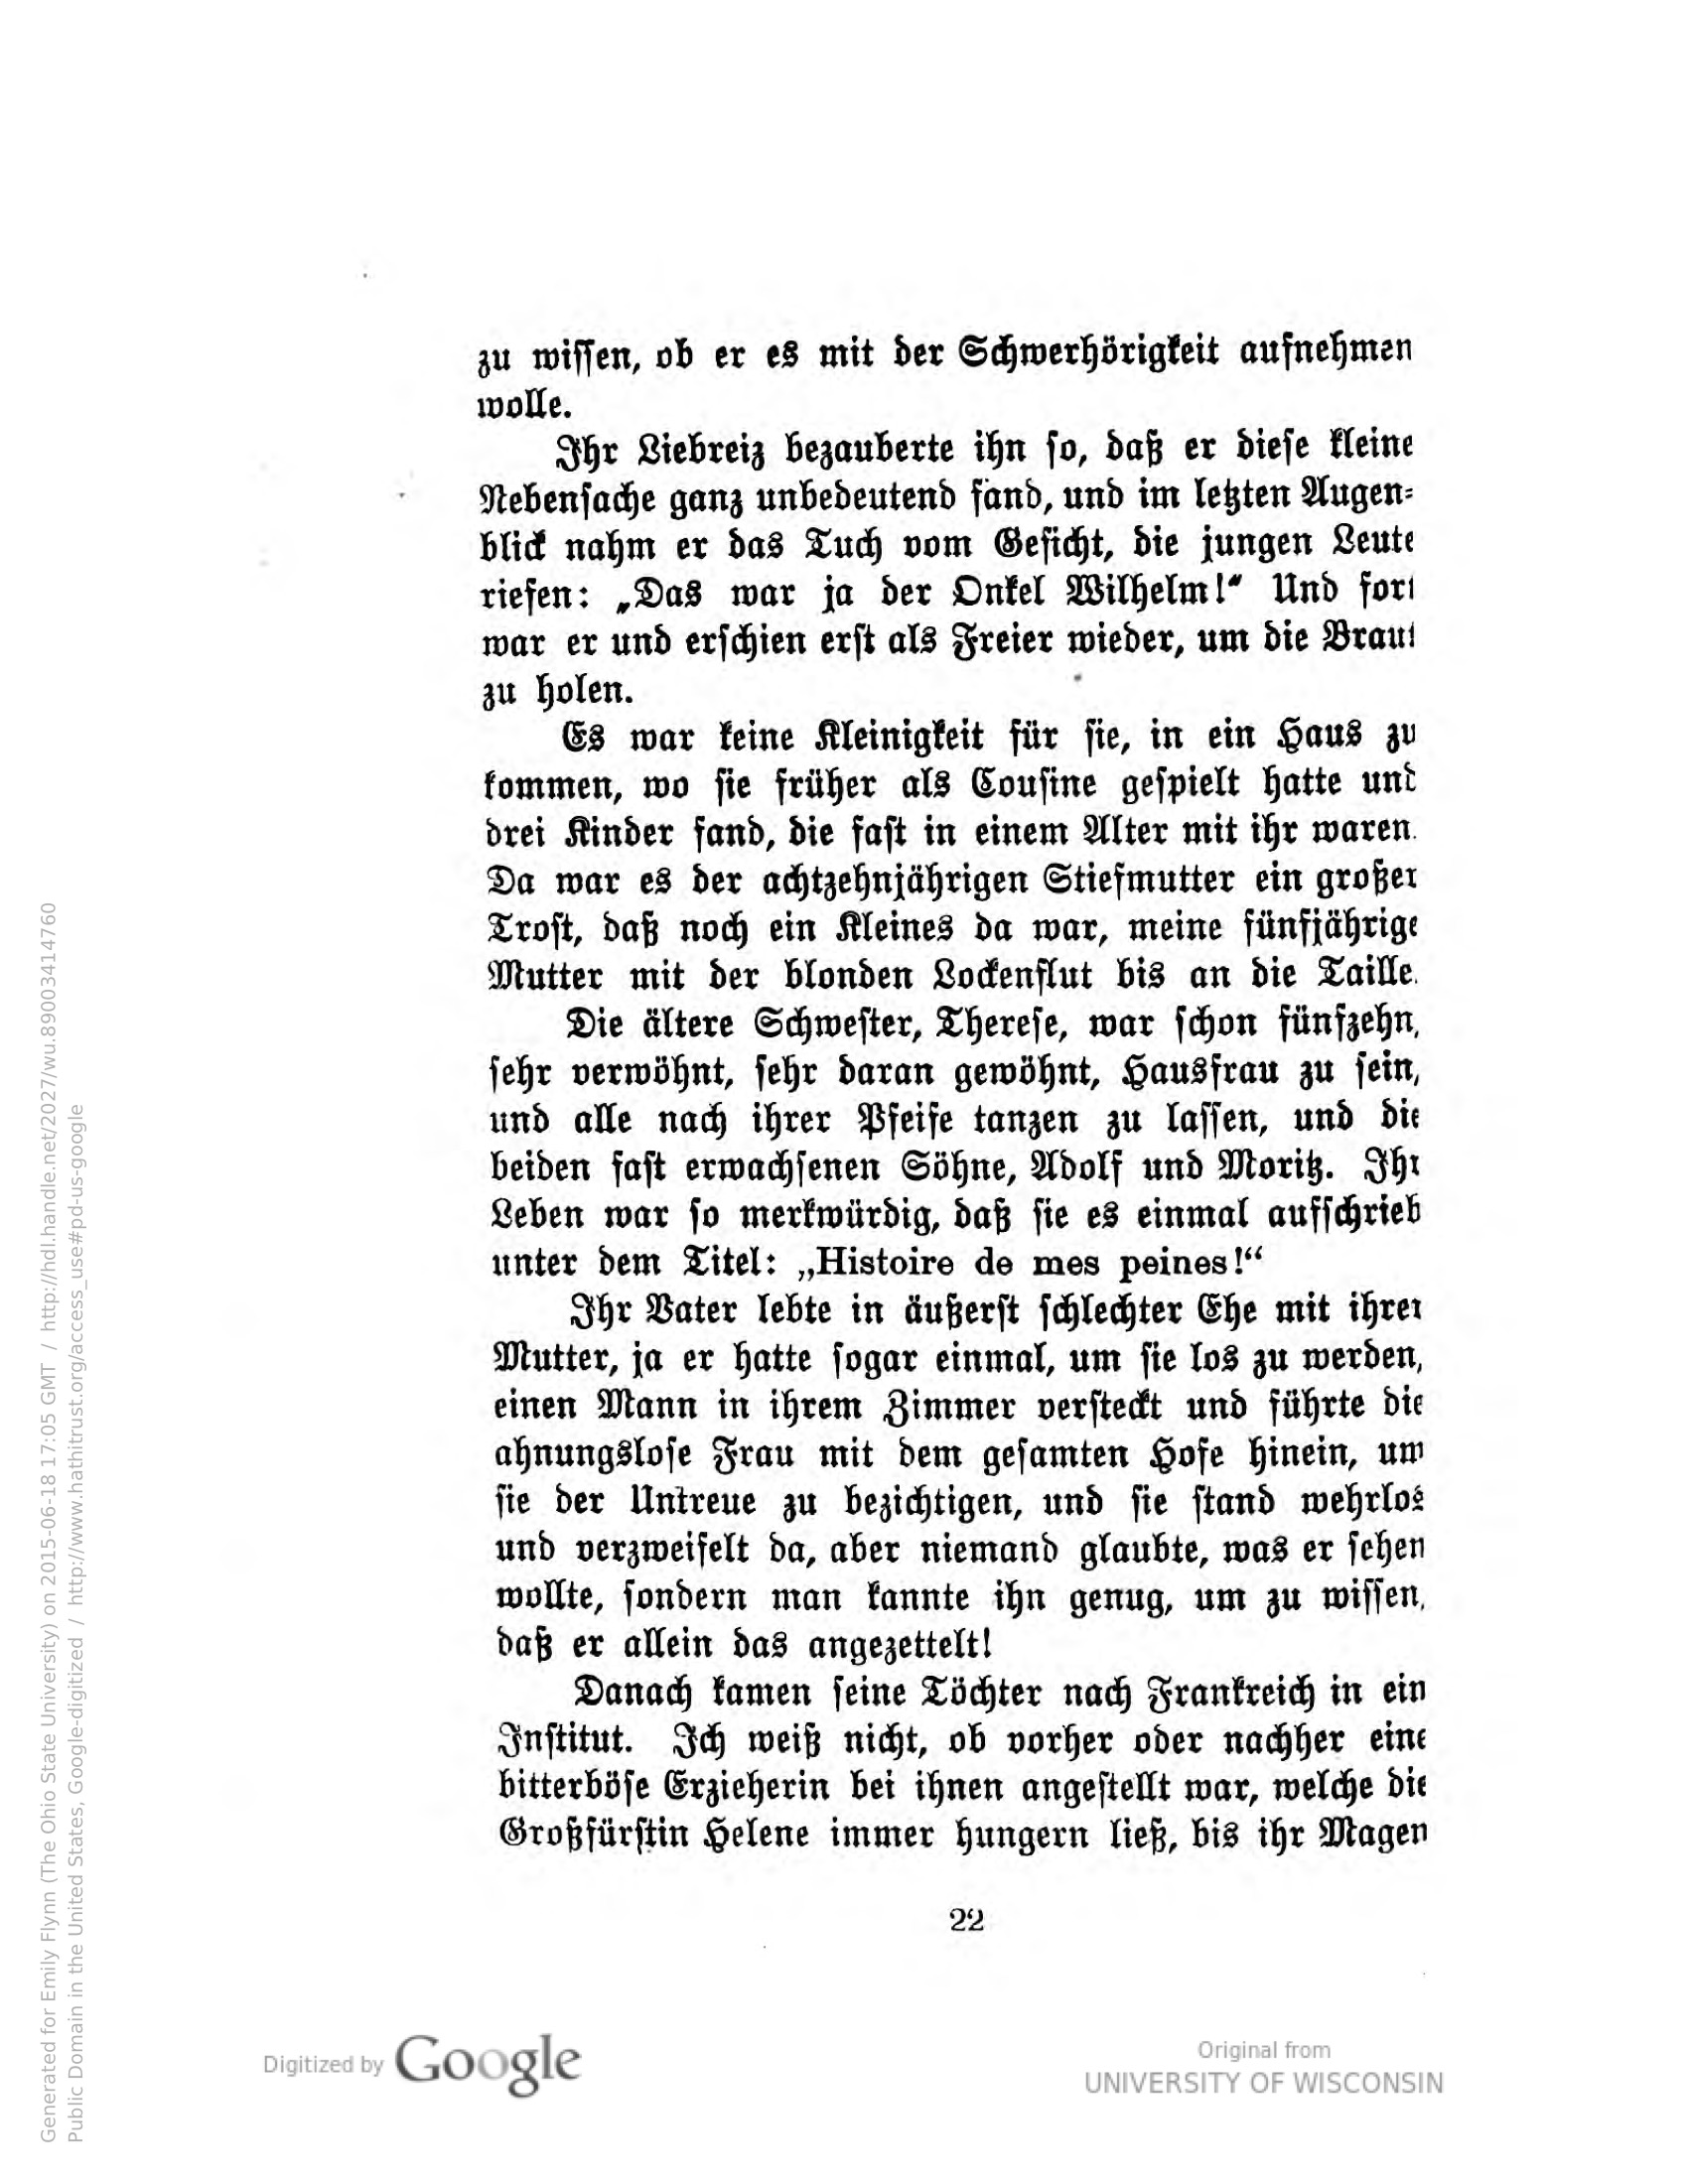 zu wissen, ob er es mit der Schwerhörigkeit aufnehmen
wolle.
Ihr Liebreiz bezauberte ihn so, daß er diese kleine
Nebensache ganz unbedeutend fand, und im letzten Augen-
blick nahm er das Tuch vom Gesicht, die jungen Leute
riefen: „Das war ja der Onkel Wilhelm!“ Und fort
war er und erschien erst als Freier wieder, um die Braut
zu holen.
Es war keine Kleinigkeit für sie, in ein Haus zu
kommen, wo sie früher als Cousine gespielt hatte und
drei Kinder fand, die fast in einem Alter mit ihr waren.
Da war es der achtzehnjährigen Stiefmutter ein großer
Trost, daß noch ein Kleines da war, meine fünfjährige
Mutter mit der blonden Lockenflut bis an die Taille.
Die ältere Schwester, Therese, war schon fünfzehn,
sehr verwöhnt, sehr daran gewöhnt, Hausfrau zu sein,
und alle nach ihrer Pfeife tanzen zu lassen, und die
beiden fast erwachsenen Söhne, Adolf und Moritz. Ihr
Leben war so merkwürdig, daß sie es einmal aufschrieb
unter dem Titel: „Histoire de mes peines!“
Ihr Vater lebte in äußerst schlechter Ehe mit ihrer
Mutter, ja er hatte sogar einmal, um sie los zu werden,
einen Mann in ihrem Zimmer versteckt und führte die
ahnungslose Frau mit dem gesamten Hofe hinein, um
sie der Untreue zu bezichtigen, und sie stand wehrlos
und verzweifelt da, aber niemand glaubte, was er sehen
wollte, sondern man kannte ihn genug, um zu wissen,
daß er allein das angezettelt!
Danach kamen seine Töchter nach Frankreich in ein
Institut. Ich weiß nicht, ob vorher oder nachher eine
bitterböse Erzieherin bei ihnen angestellt war, welche die
Großfürstin Helene immer hungern ließ, bis ihr Magen
22
Digitized by Google
Original from
UNIVERSITY OF WISCONSIN
Generated for Emily Flynn (The Ohio State University) on 2015-06-18 17:05 GMT / http://hdl.handle.net/2027/wu.89003414760
Public Domain in the United States, Google-digitized / http://www.hathitrust.org/access_use#pd-us-google